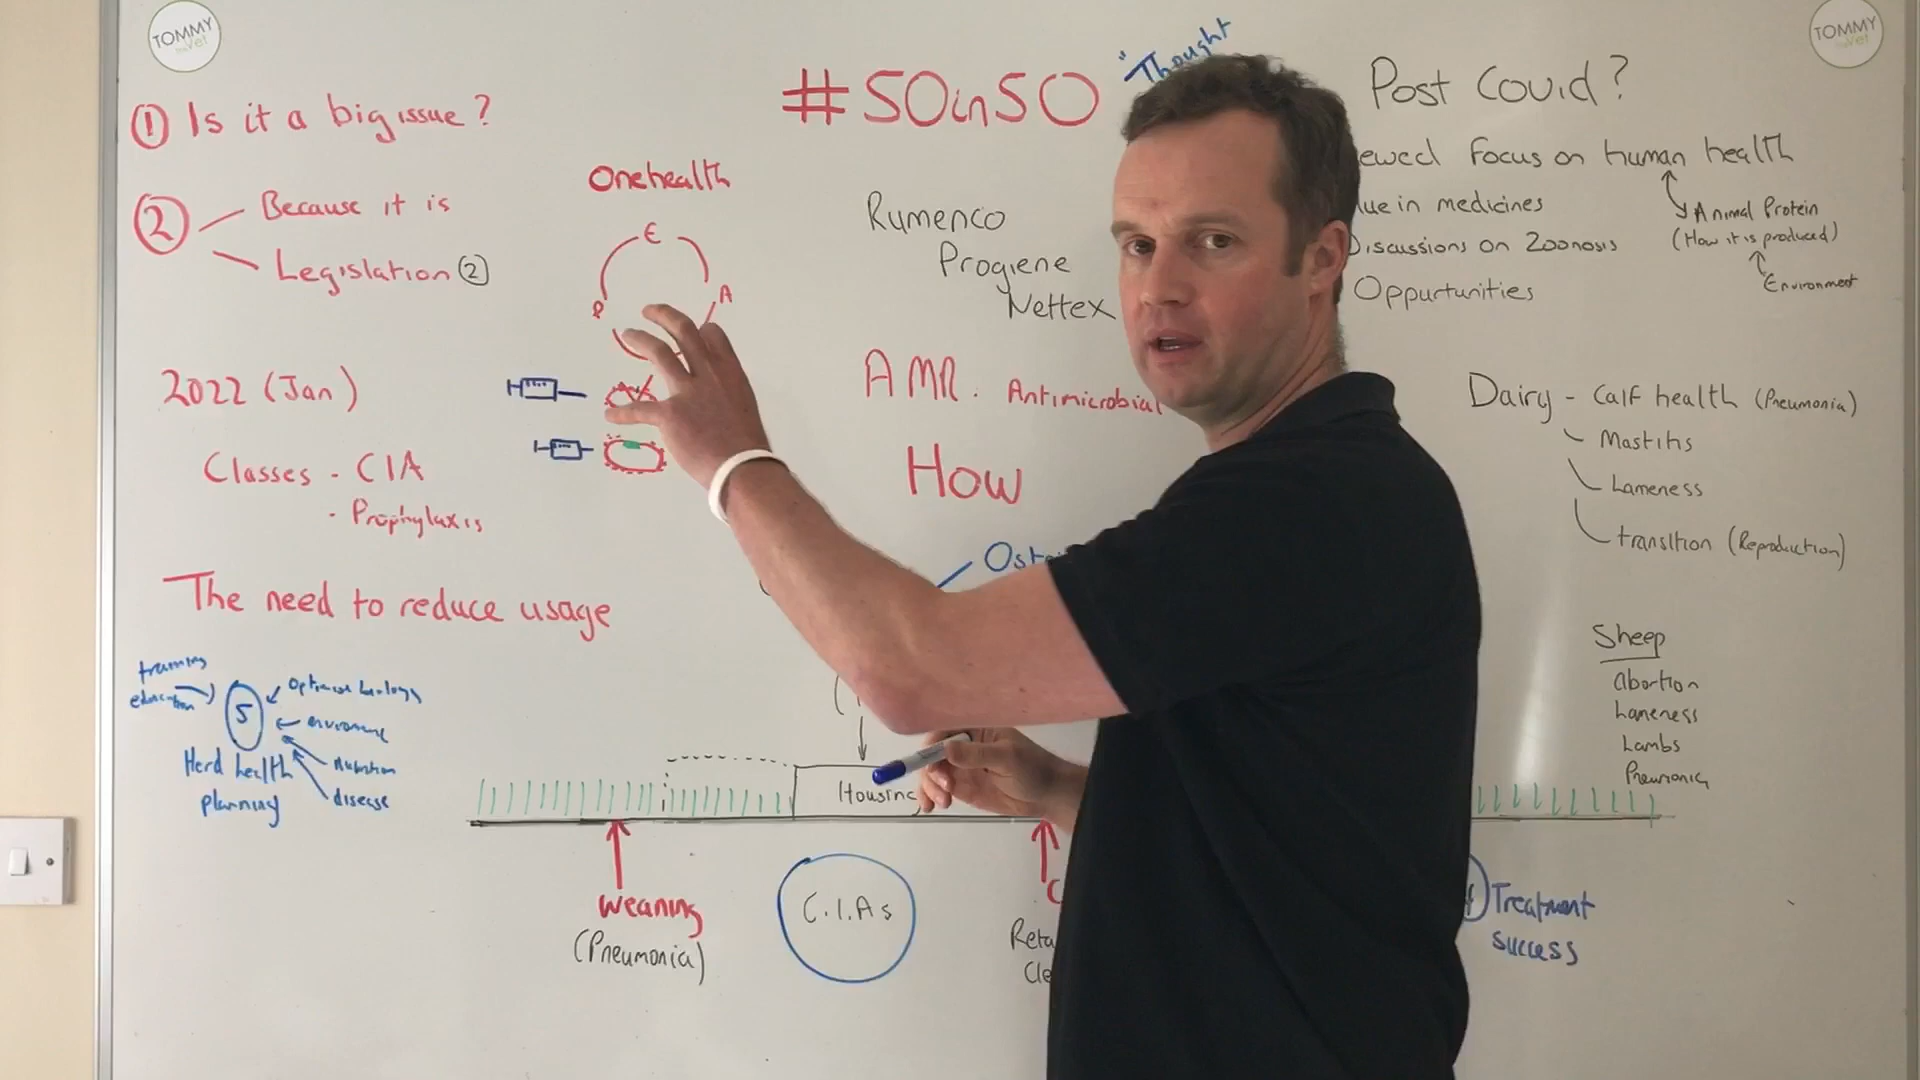 TOMMY
the Vet
TOMMY
the Vet
① Is it a big issue?
② Because it is
Legislation ②
2022 (Jan)
Classes - CIA
- Prophylaxis
The need to reduce usage
training
education
5
Optimise biology
environment
Nutrition
disease
Herd health
planning
Onehealth
E
A
P
#50in50
"Thought
Rumenco
Progiene
Nettex
AMR. Antimicrobial
How
Housing
Weaning
(Pneumonia)
C.I.As
Post Covid?
Focus on human health
in medicines
Discussions on Zoonosis
Oppurtunities
Animal Protein
(How it is produced)
Environment
Dairy - Calf health (Pneumonia)
Mastitis
Lameness
transition (Reproduction)
Sheep
Abortion
Lameness
Lambs
Pneumonia
Treatment
success